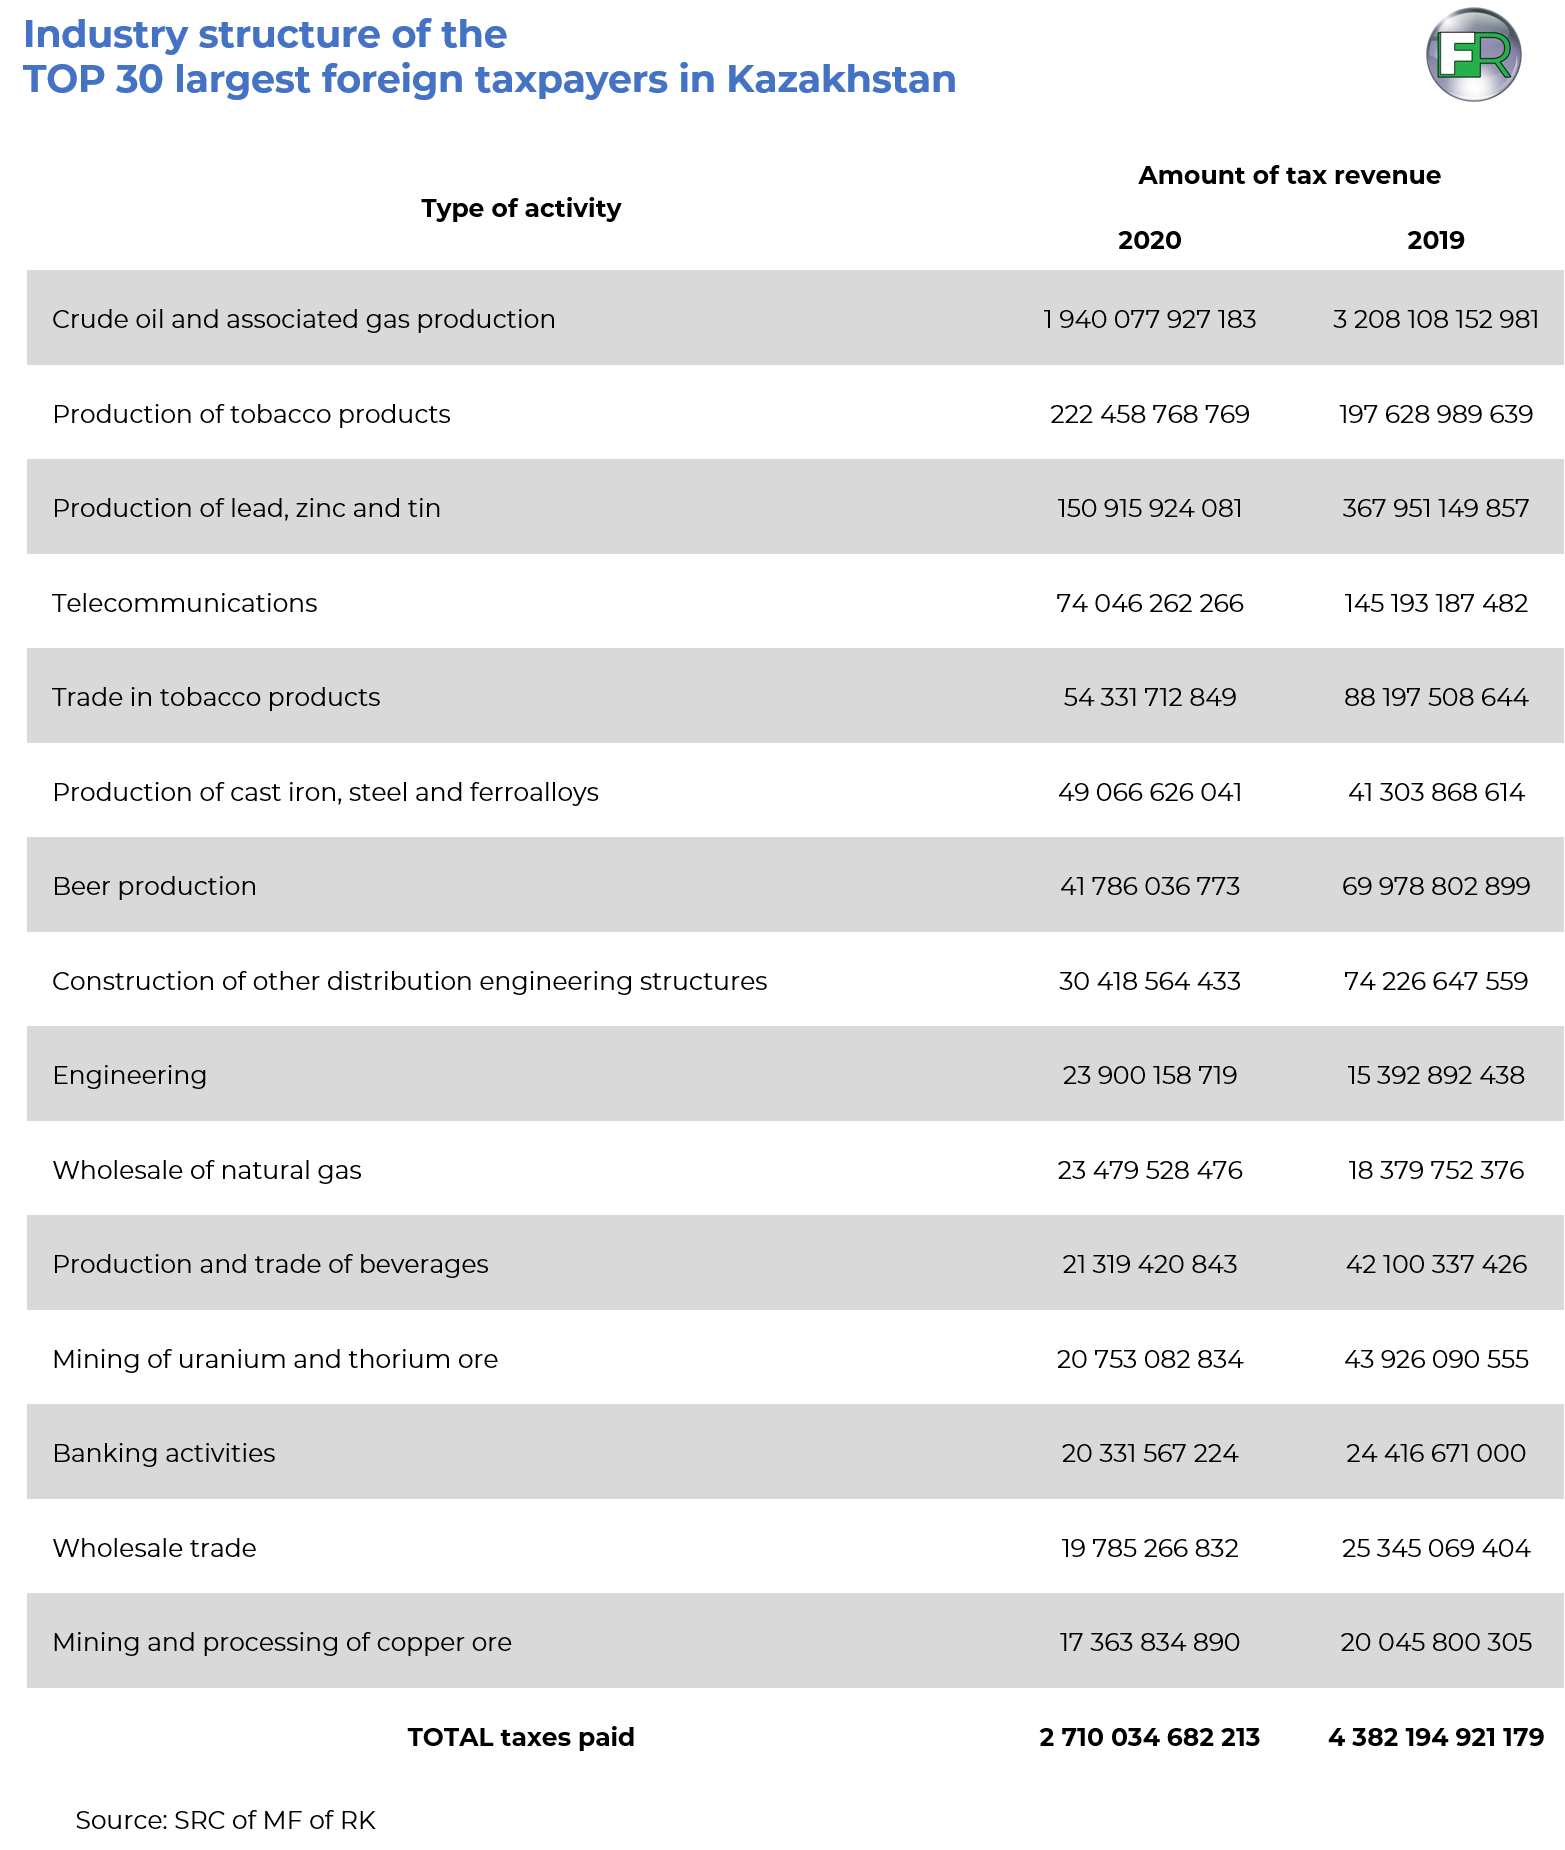 Industry structure of the
TOP 30 largest foreign taxpayers in Kazakhstan
FR
Type of activity
Amount of tax revenue
2020 2019
Crude oil and associated gas production 1 940 077 927 183 3 208 108 152 981
Production of tobacco products 222 458 768 769 197 628 989 639
Production of lead, zinc and tin 150 915 924 081 367 951 149 857
Telecommunications 74 046 262 266 145 193 187 482
Trade in tobacco products 54 331 712 849 88 197 508 644
Production of cast iron, steel and ferroalloys 49 066 626 041 41 303 868 614
Beer production 41 786 036 773 69 978 802 899
Construction of other distribution engineering structures 30 418 564 433 74 226 647 559
Engineering 23 900 158 719 15 392 892 438
Wholesale of natural gas 23 479 528 476 18 379 752 376
Production and trade of beverages 21 319 420 843 42 100 337 426
Mining of uranium and thorium ore 20 753 082 834 43 926 090 555
Banking activities 20 331 567 224 24 416 671 000
Wholesale trade 19 785 266 832 25 345 069 404
Mining and processing of copper ore 17 363 834 890 20 045 800 305
TOTAL taxes paid 2 710 034 682 213 4 382 194 921 179
Source: SRC of MF of RK